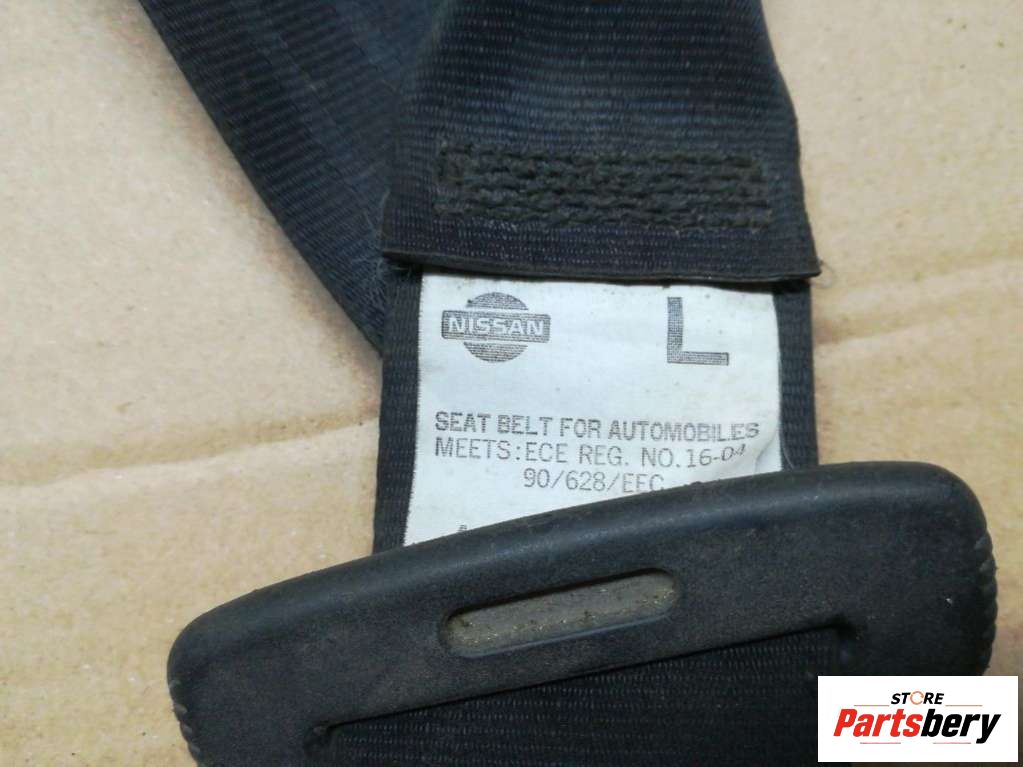 NISSAN
L
SEAT BELT FOR AUTOMOBILES
MEETS:ECE REG. NO.16-04
90/628/EEC
STORE
Partsbery